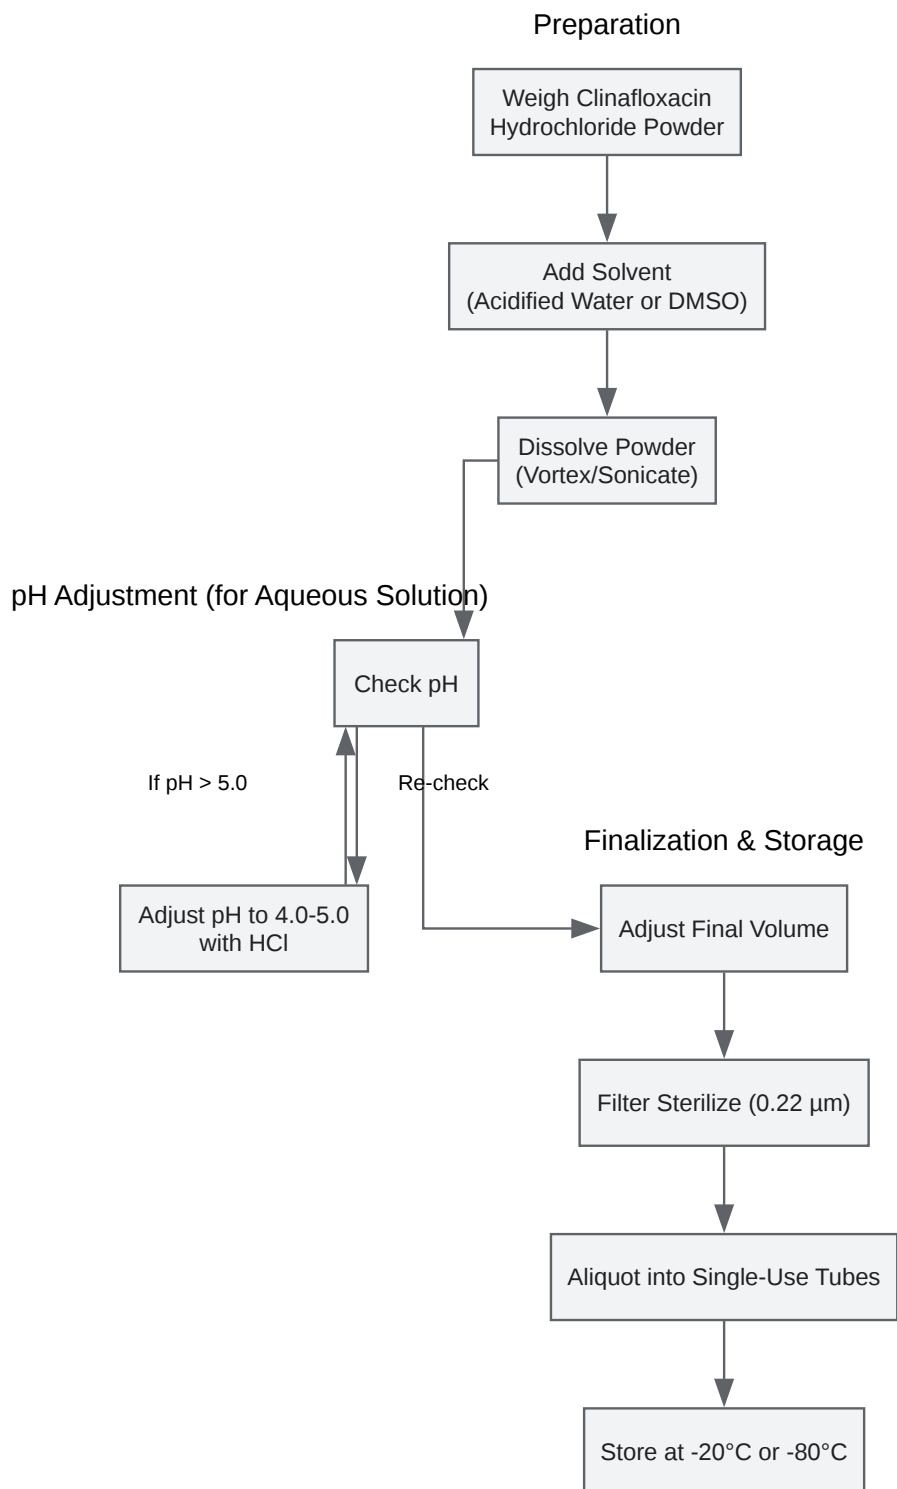 Preparation
Weigh Clinafloxacin
Hydrochloride Powder
Add Solvent
(Acidified Water or DMSO)
Dissolve Powder
(Vortex/Sonicate)
pH Adjustment (for Aqueous Solution)
Check pH
If pH > 5.0
Re-check
Adjust pH to 4.0-5.0
with HCl
Finalization & Storage
Adjust Final Volume
Filter Sterilize (0.22 µm)
Aliquot into Single-Use Tubes
Store at -20°C or -80°C